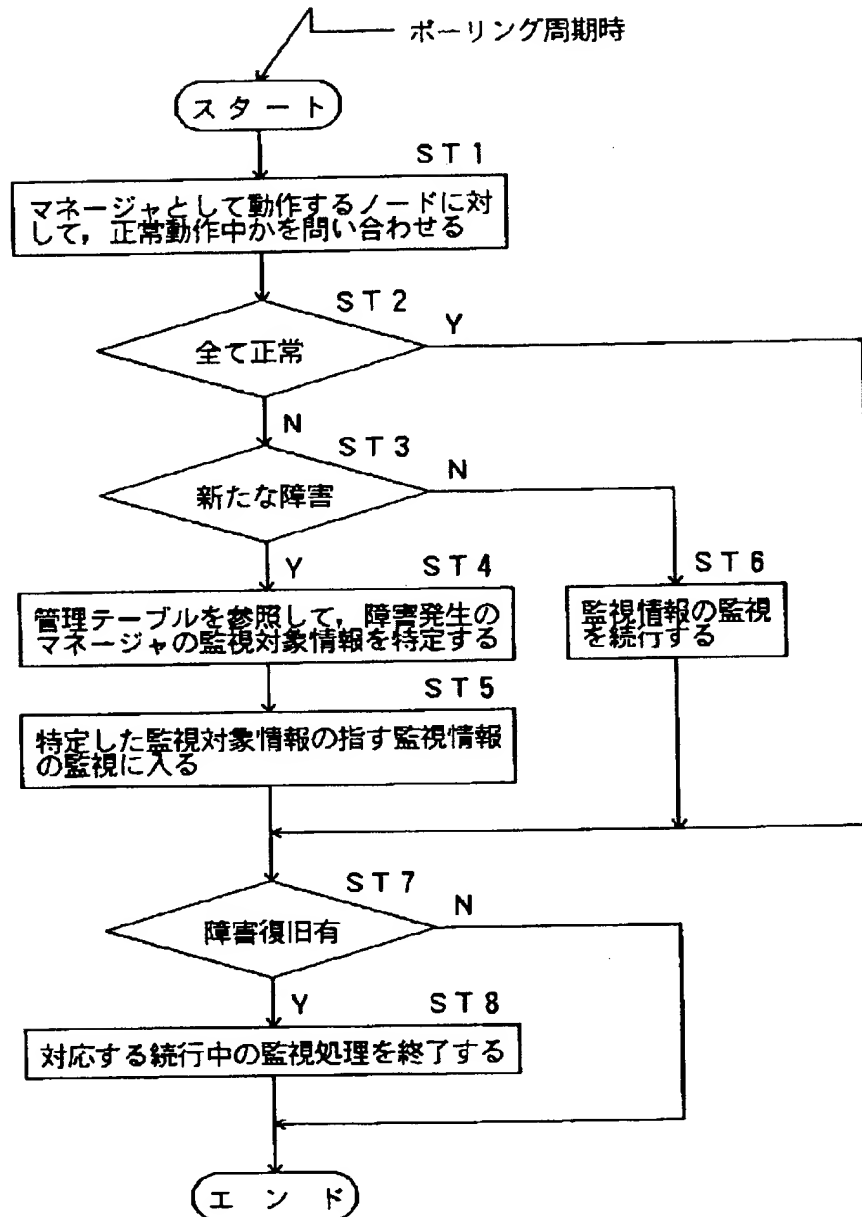 ポーリング周期時
スタート
ST1
マネージャとして動作するノードに対
して，正常動作中かを問い合わせる
ST2
全て正常
Y
N
ST3
新たな障害
N
Y
ST4
管理テーブルを参照して，障害発生の
マネージャの監視対象情報を特定する
ST6
監視情報の監視
を続行する
ST5
特定した監視対象情報の指す監視情報
の監視に入る
ST7
障害復旧有
N
Y
ST8
対応する続行中の監視処理を終了する
エンド